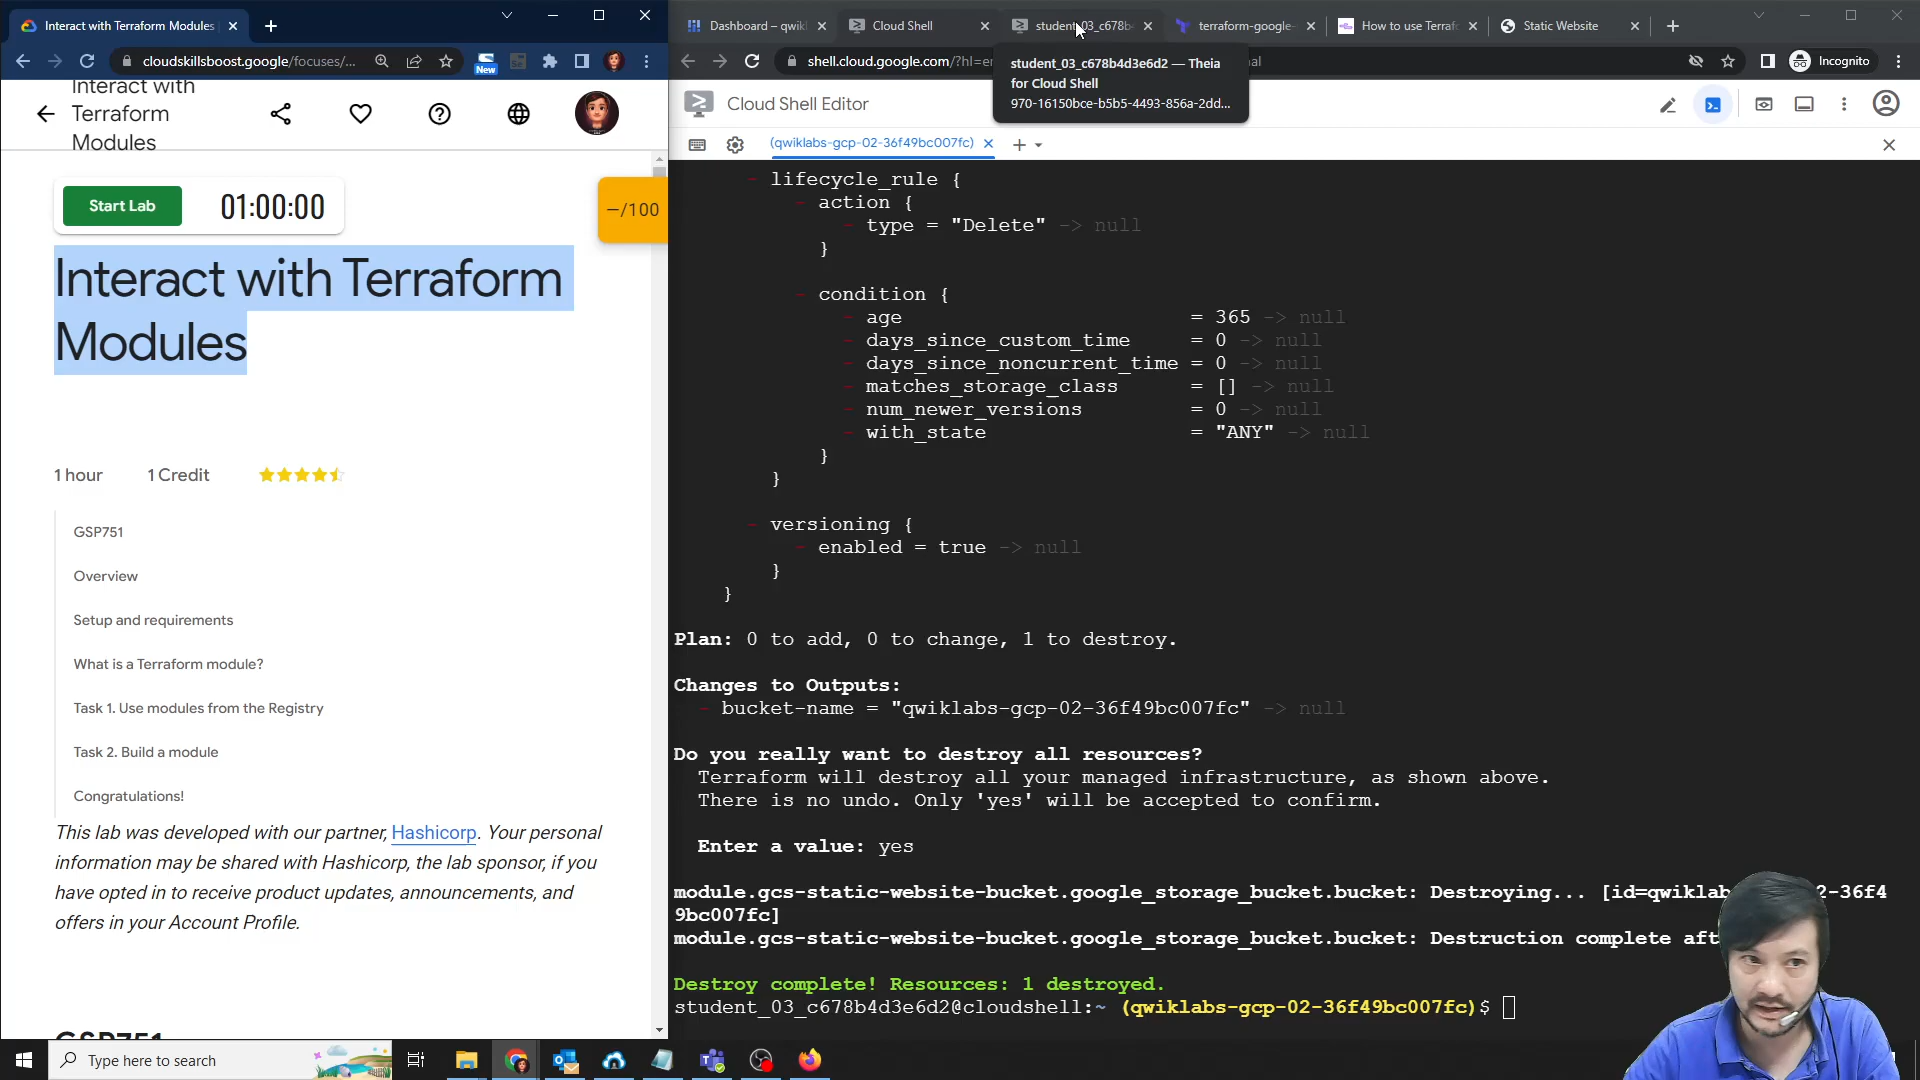 Interact with Terraform Modules
cloudskillsboost.google/focuses/...
New
Interact with
Terraform
Modules
Start Lab
01:00:00
–/100
Interact with Terraform
Modules
1 hour
1 Credit
GSP751
Overview
Setup and requirements
What is a Terraform module?
Task 1. Use modules from the Registry
Task 2. Build a module
Congratulations!
This lab was developed with our partner, Hashicorp. Your personal
information may be shared with Hashicorp, the lab sponsor, if you
have opted in to receive product updates, announcements, and
offers in your Account Profile.
GSP751
Dashboard – qwikl
Cloud Shell
student_03_c678b
terraform-google-
How to use Terraf
Static Website
shell.cloud.google.com/?hl=en
Incognito
student_03_c678b4d3e6d2 — Theia
for Cloud Shell
970-16150bce-b5b5-4493-856a-2dd...
Cloud Shell Editor
(qwiklabs-gcp-02-36f49bc007fc)
- lifecycle_rule {
- action {
- type = "Delete" -> null
}
- condition {
- age = 365 -> null
- days_since_custom_time = 0 -> null
- days_since_noncurrent_time = 0 -> null
- matches_storage_class = [] -> null
- num_newer_versions = 0 -> null
- with_state = "ANY" -> null
}
}
- versioning {
- enabled = true -> null
}
}
Plan: 0 to add, 0 to change, 1 to destroy.
Changes to Outputs:
- bucket-name = "qwiklabs-gcp-02-36f49bc007fc" -> null
Do you really want to destroy all resources?
Terraform will destroy all your managed infrastructure, as shown above.
There is no undo. Only 'yes' will be accepted to confirm.
Enter a value: yes
module.gcs-static-website-bucket.google_storage_bucket.bucket: Destroying... [id=qwiklab 2-36f4
9bc007fc]
module.gcs-static-website-bucket.google_storage_bucket.bucket: Destruction complete aft
Destroy complete! Resources: 1 destroyed.
student_03_c678b4d3e6d2@cloudshell:~ (qwiklabs-gcp-02-36f49bc007fc)$
Type here to search